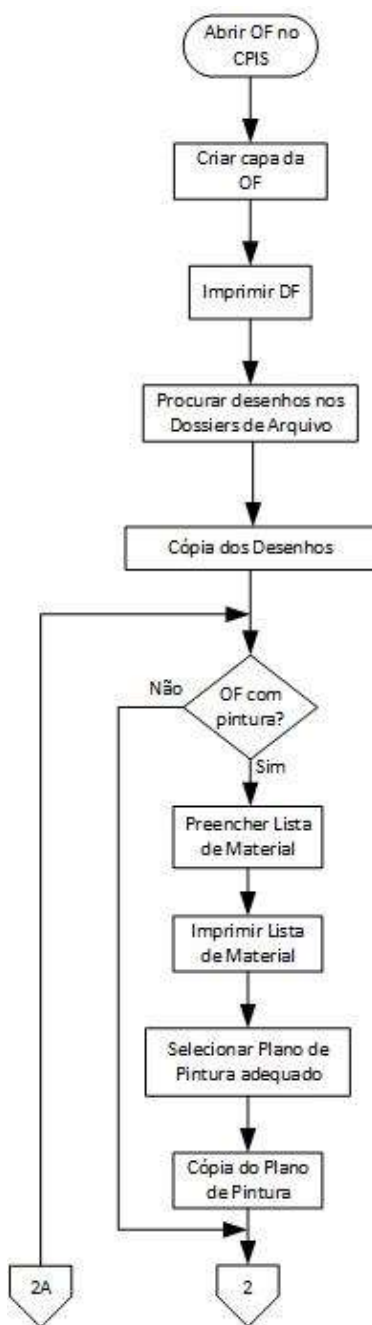 Abrir OF no
CPIS
Criar capa da
OF
Imprimir DF
Procurar desenhos nos
Dossiers de Arquivo
Cópia dos Desenhos
Não
OF com
pintura?
Sim
Preencher Lista
de Material
Imprimir Lista
de Material
Selecionar Plano de
Pintura adequado
Cópia do Plano
de Pintura
2A
2